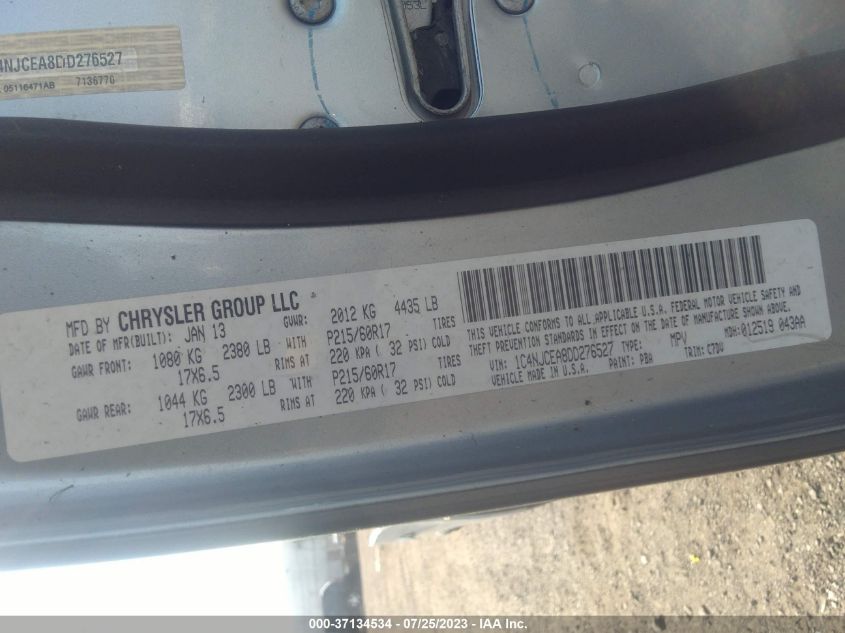 53L
4NJCEA8DD276527
05116471AB 7136770
MFD BY CHRYSLER GROUP LLC
DATE OF MFR(BUILT): JAN 13 GVWR: 2012 KG 4435 LB
GAWR FRONT: 1080 KG 2380 LB WITH P215/60R17 TIRES
17X6.5 RIMS AT 220 KPA ( 32 PSI) COLD
GAWR REAR: 1044 KG 2300 LB WITH P215/60R17 TIRES
17X6.5 RIMS AT 220 KPA ( 32 PSI) COLD
THIS VEHICLE CONFORMS TO ALL APPLICABLE U.S.A. FEDERAL MOTOR VEHICLE SAFETY AND
THEFT PREVENTION STANDARDS IN EFFECT ON THE DATE OF MANUFACTURE SHOWN ABOVE.
VIN: 1C4NJCEA8DD276527 TYPE: MPV MDH: 012519 043AA
VEHICLE MADE IN U.S.A. PAINT: PBA TRIM: C7DV
000-37134534 - 07/25/2023 - IAA Inc.